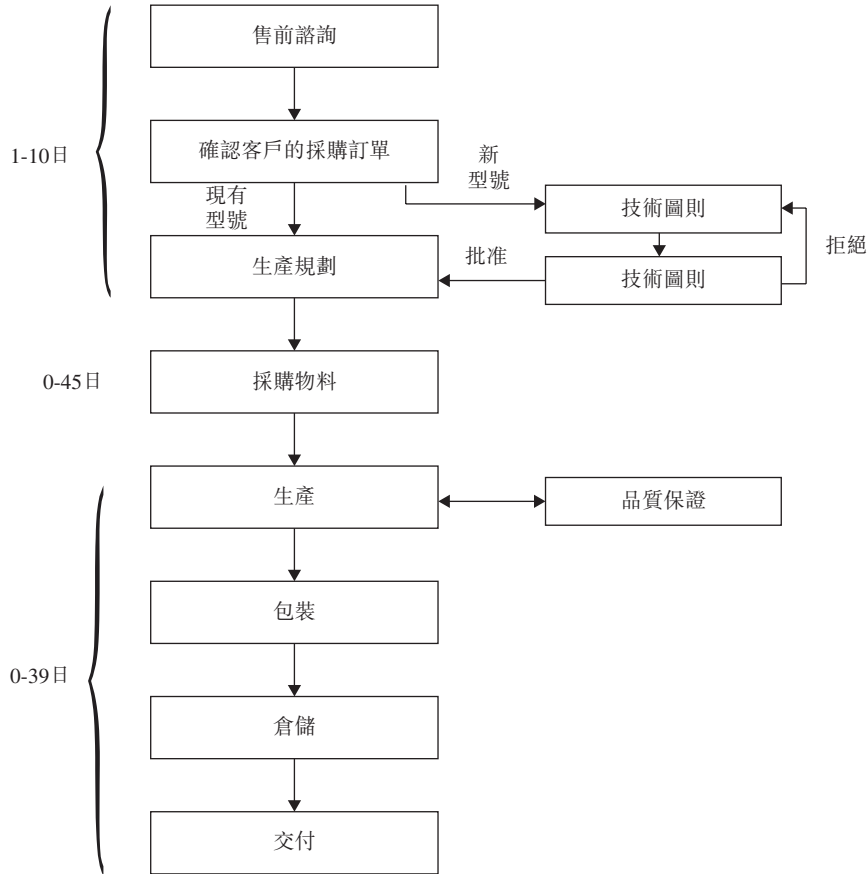 售前諮詢
1-10日
確認客戶的採購訂單
新
型號
現有
型號
技術圖則
拒絕
生產規劃
批准
技術圖則
0-45日
採購物料
生產
品質保證
包裝
0-39日
倉儲
交付